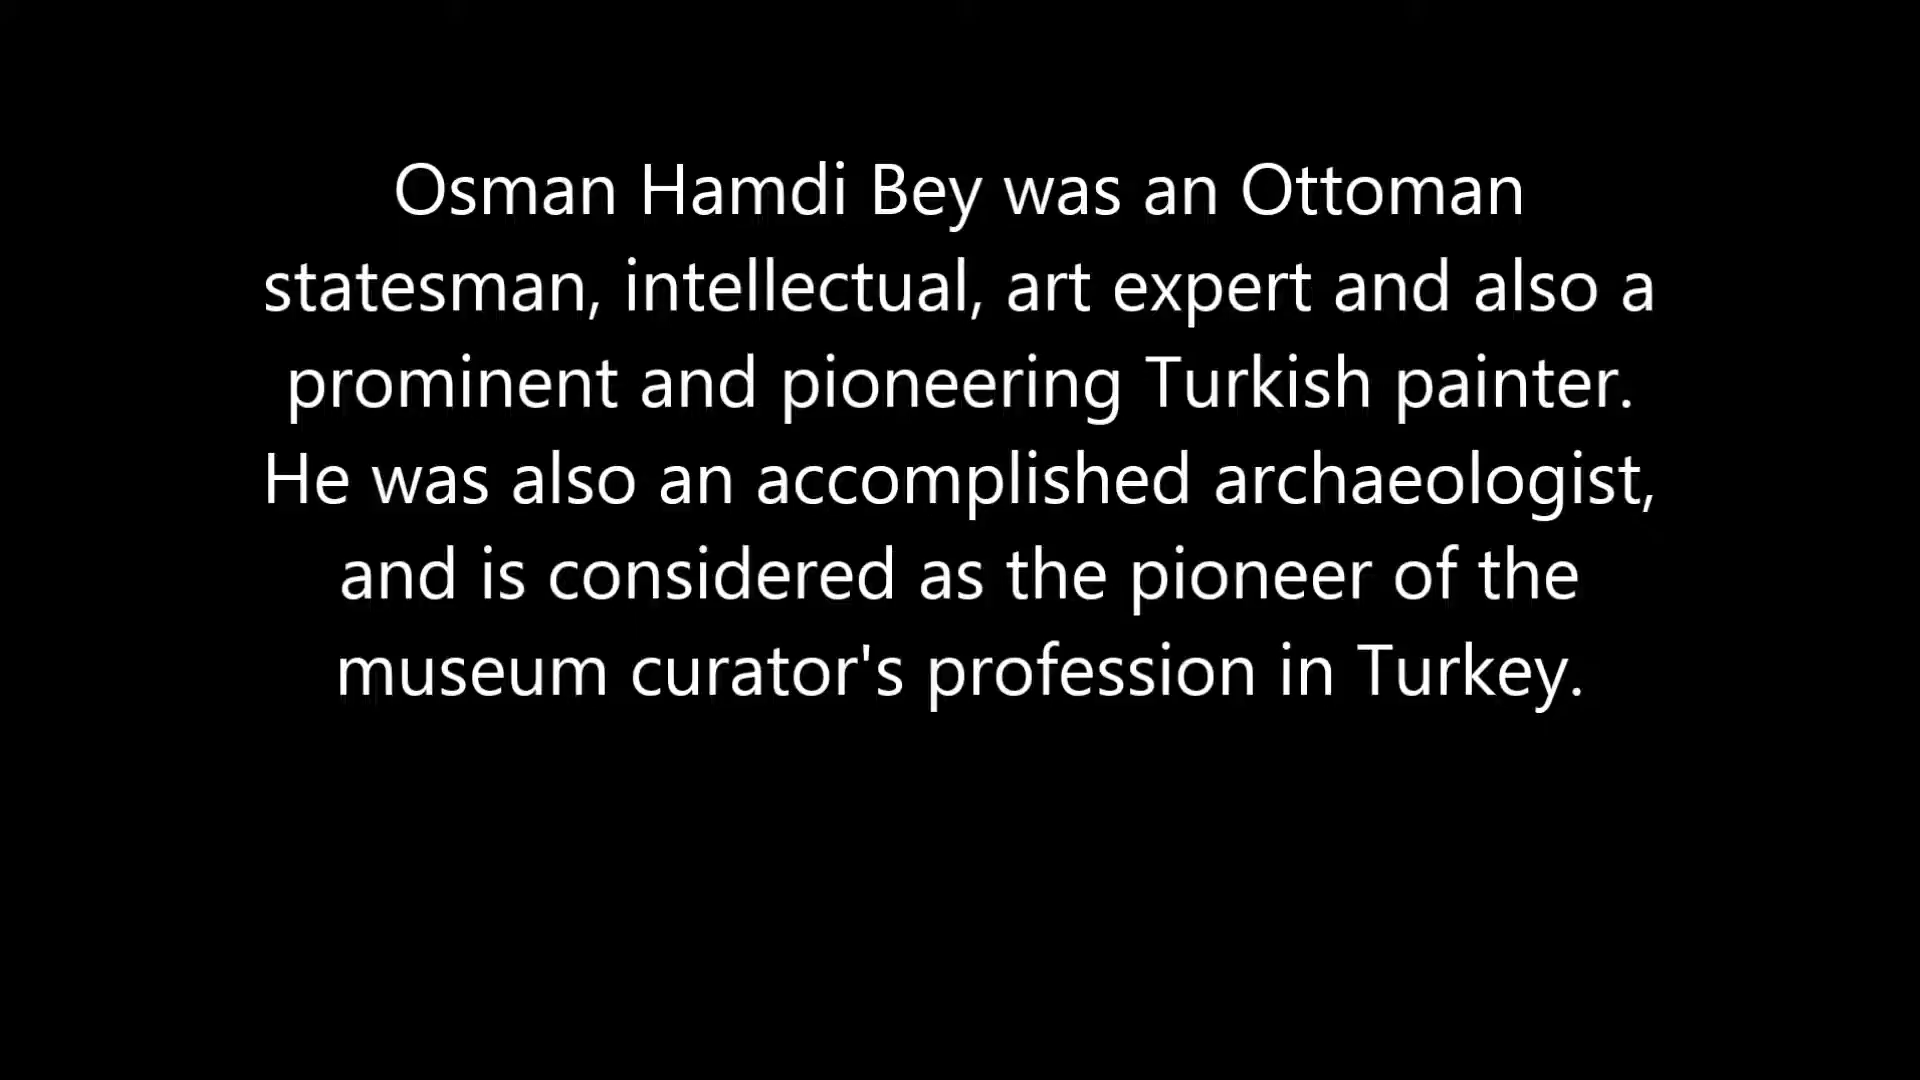 Osman Hamdi Bey was an Ottoman
statesman, intellectual, art expert and also a
prominent and pioneering Turkish painter.
He was also an accomplished archaeologist,
and is considered as the pioneer of the
museum curator's profession in Turkey.